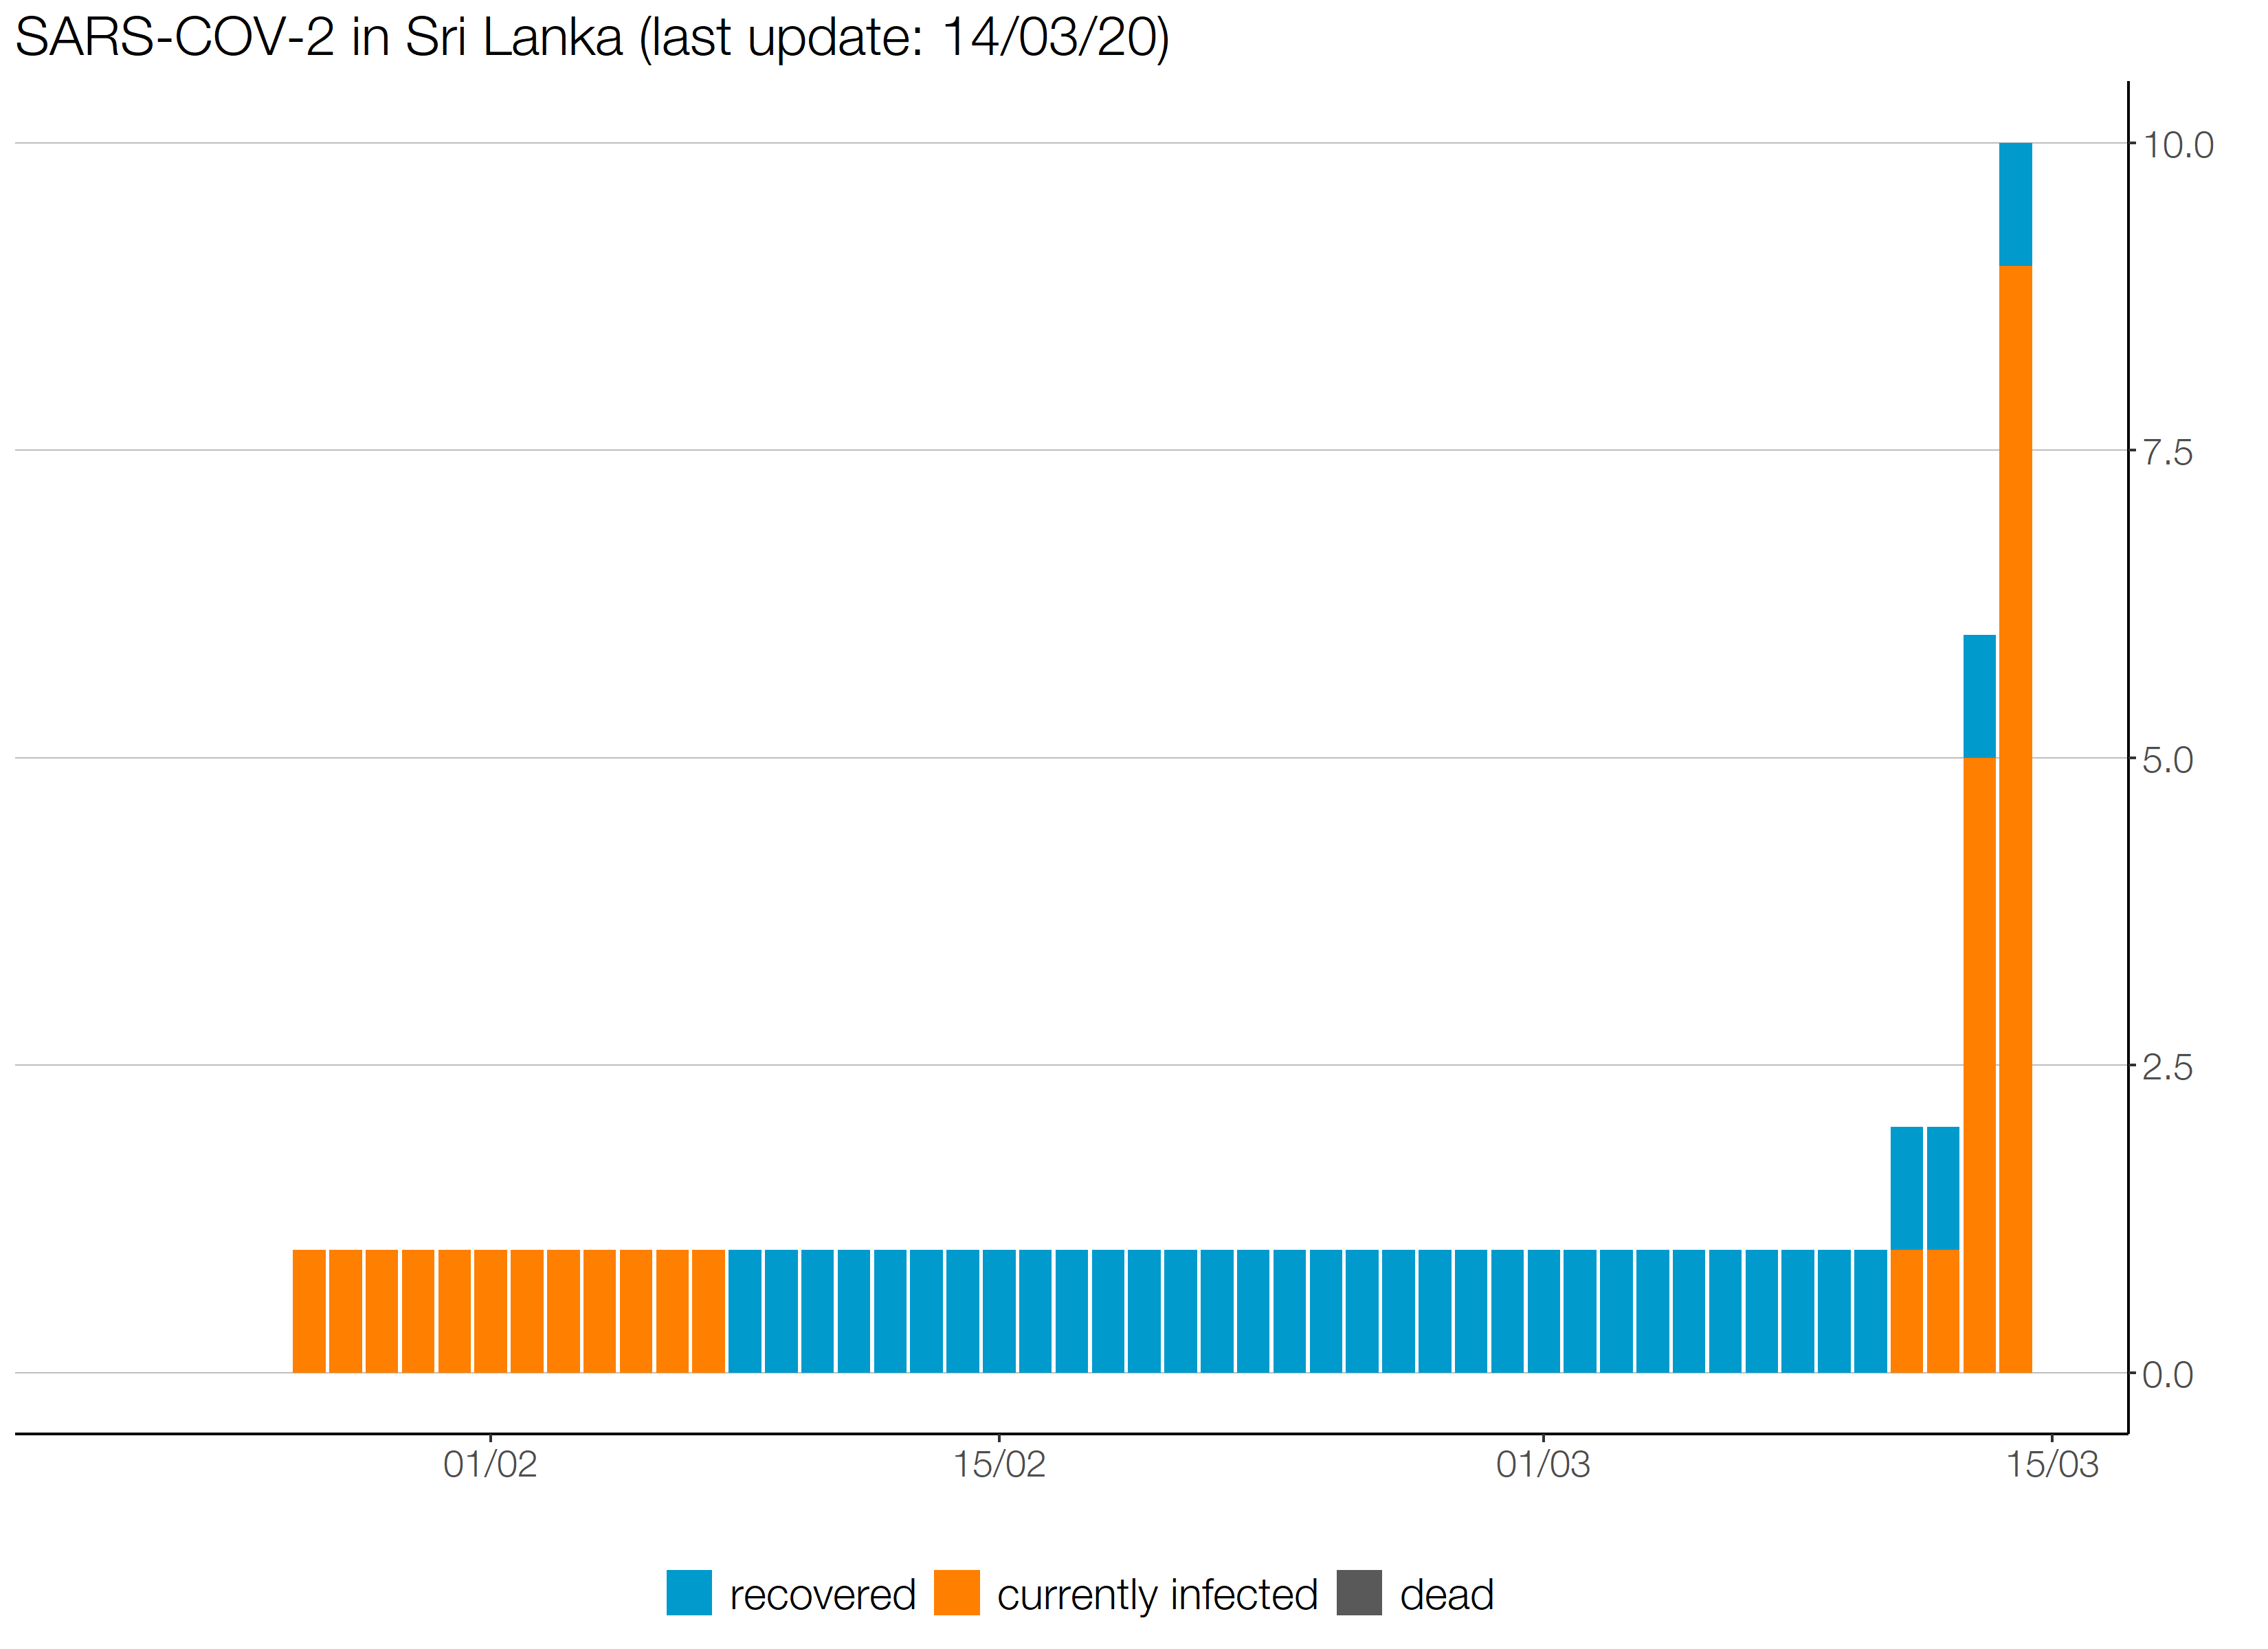 SARS-COV-2 in Sri Lanka (last update: 14/03/20)
10.0
7.5
5.0
2.5
0.0
01/02 15/02 01/03 15/03
recovered currently infected dead